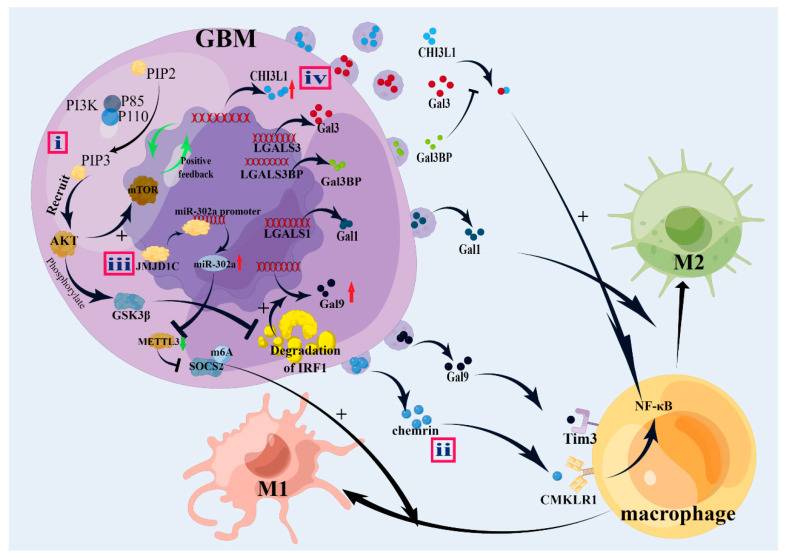 GBM
PIP2
PI3K
P85
P110
i
PIP3
Recruit
AKT
+
mTOR
Positive
feedback
CHI3L1
iv
Gal3
LGALS3
LGALS3BP
Gal3BP
miR-302a promoter
LGALS1
Gal1
iii
JMJD1C
miR-302a
Gal9
Phosphorylate
GSK3β
+
METTL3
m6A
SOCS2
Degradation
of IRF1
CHI3L1
Gal3
Gal3BP
+
Gal1
M2
Gal9
chemrin
ii
Tim3
NF-κB
CMKLR1
macrophage
+
M1